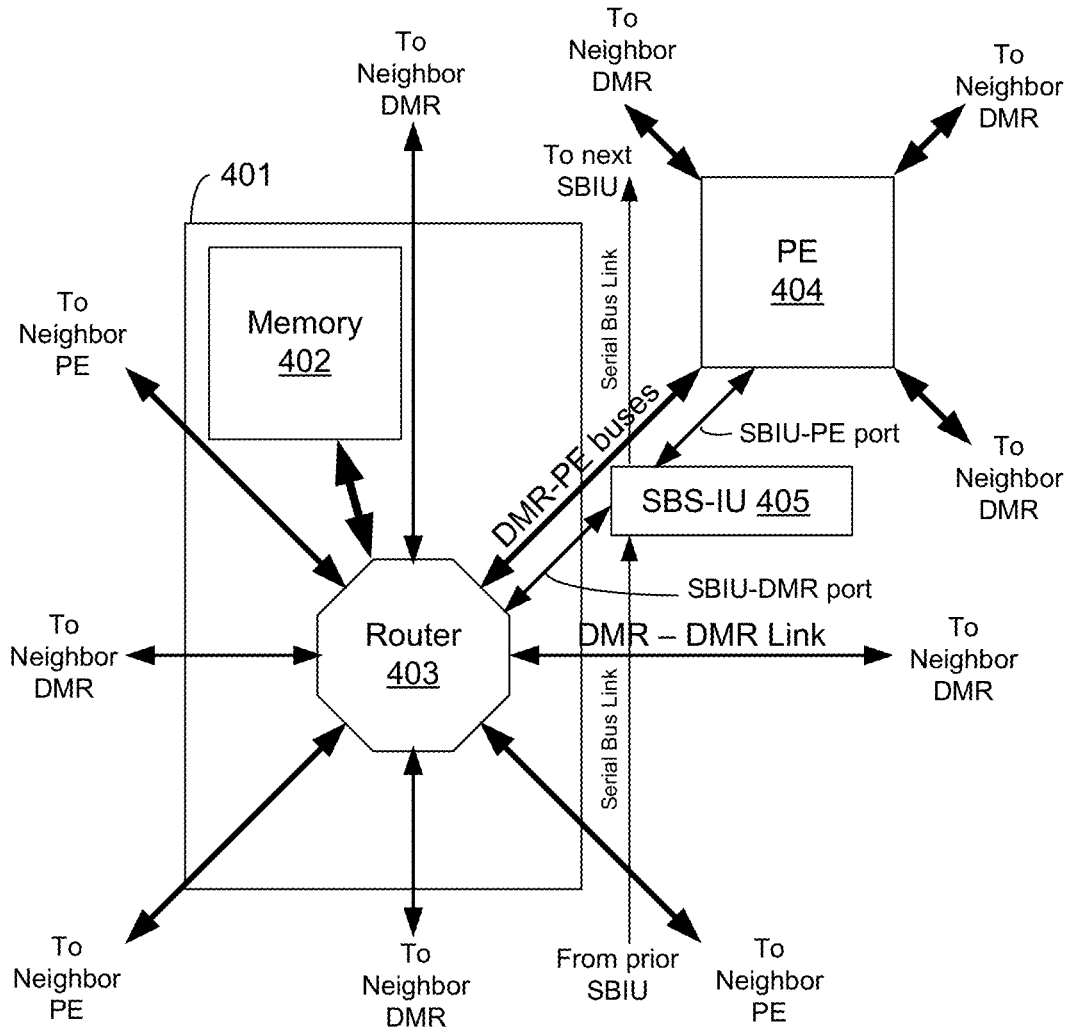 To
Neighbor
DMR
To
Neighbor
DMR
To
Neighbor
DMR
To next
SBIU
401
Memory
402
PE
404
To
Neighbor
PE
Serial Bus Link
DMR-PE buses
SBIU-PE port
To
Neighbor
DMR
SBS-IU 405
SBIU-DMR port
Router
403
To
Neighbor
DMR
DMR – DMR Link
To
Neighbor
DMR
Serial Bus Link
To
Neighbor
PE
To
Neighbor
DMR
From prior
SBIU
To
Neighbor
PE